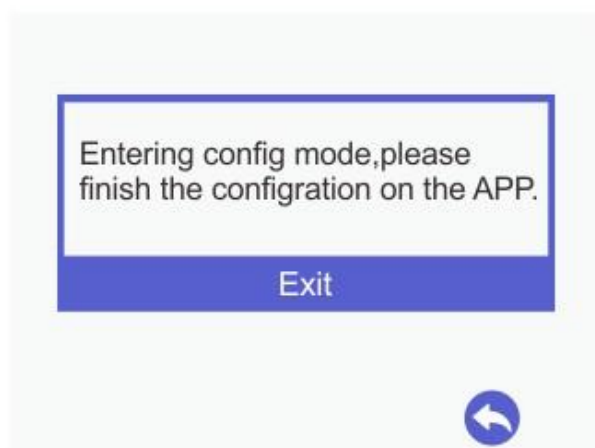 Entering config mode,please
finish the configration on the APP.
Exit